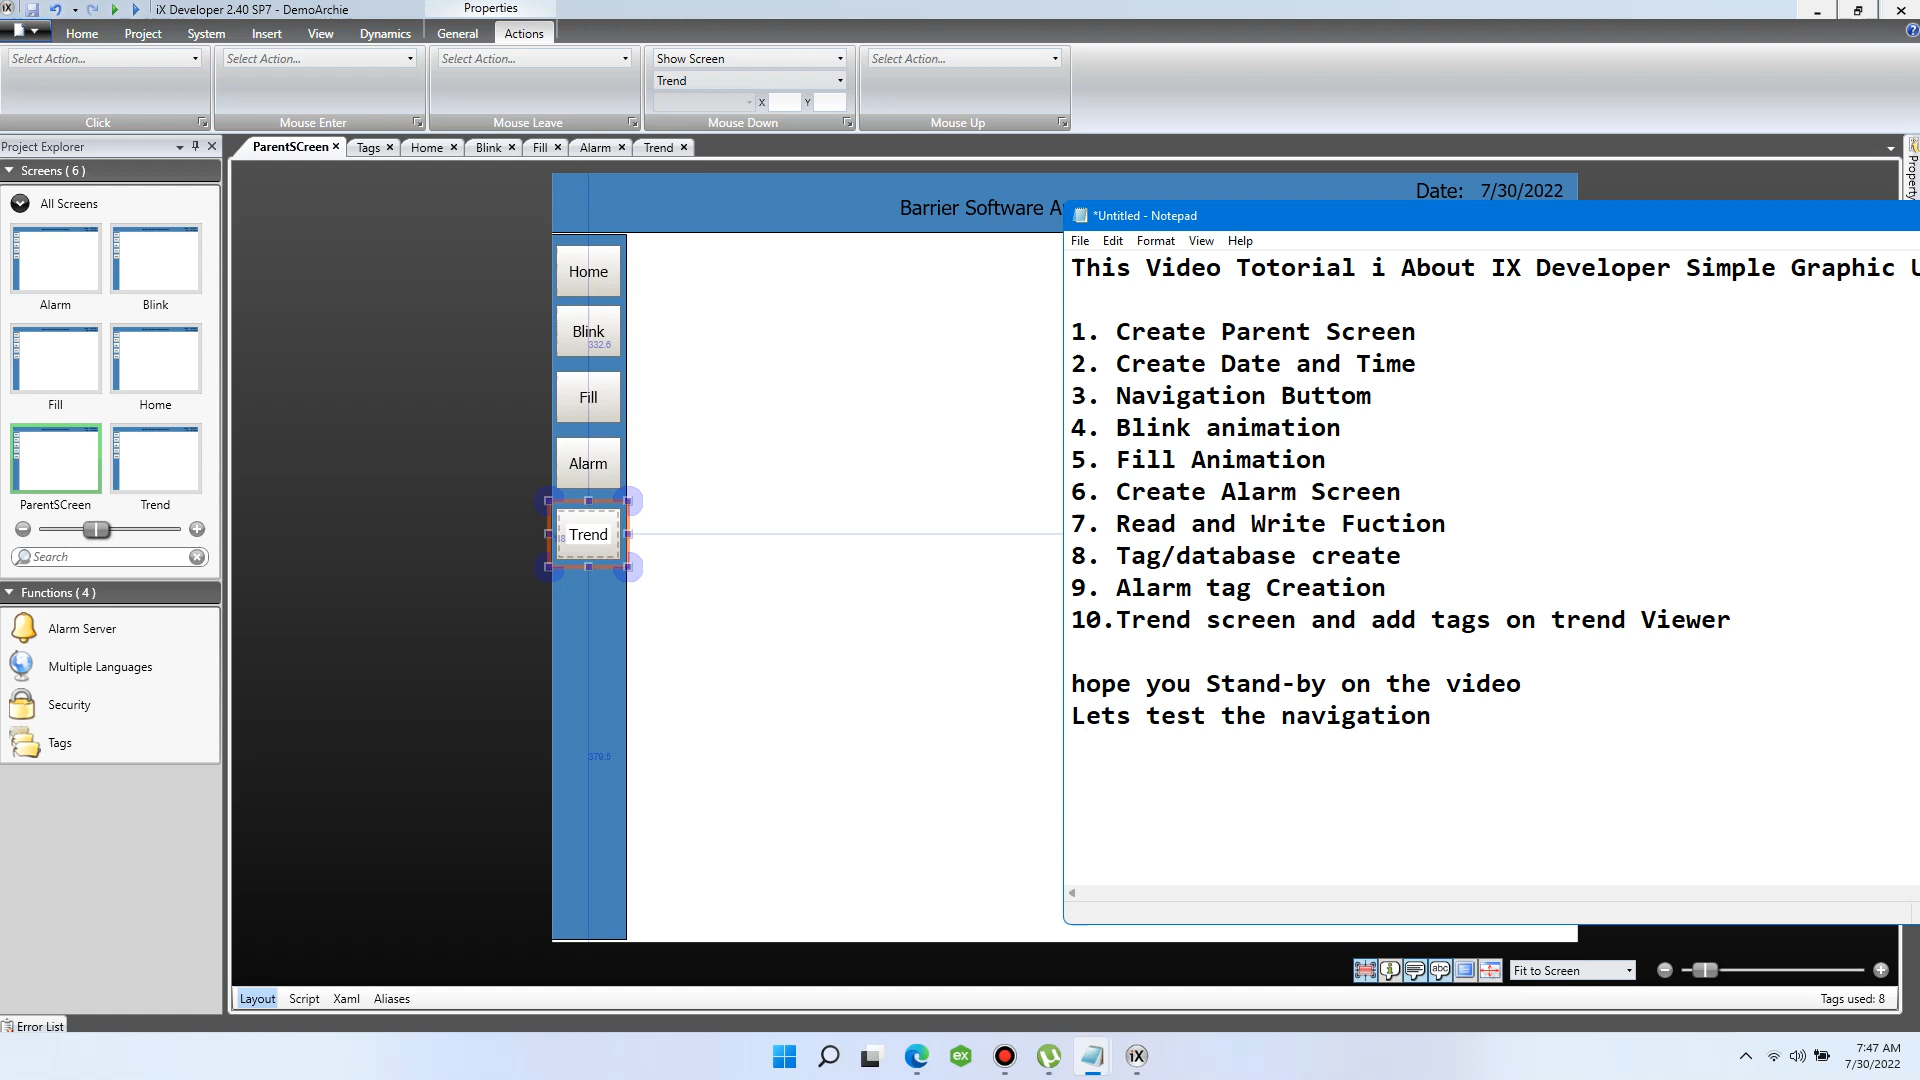 iX Developer 2.40 SP7 - DemoArchie
Properties
Home
Project
System
Insert
View
Dynamics
General
Actions
Select Action...
Select Action...
Select Action...
Show Screen
Select Action...
Trend
X
Y
Click
Mouse Enter
Mouse Leave
Mouse Down
Mouse Up
Project Explorer
Screens ( 6 )
All Screens
Alarm
Blink
Fill
Home
ParentSCreen
Trend
Search
Functions ( 4 )
Alarm Server
Multiple Languages
Security
Tags
Error List
ParentSCreen
Tags
Home
Blink
Fill
Alarm
Trend
Property
Barrier Software
Date: 7/30/2022
Home
Blink
332.6
Fill
Alarm
Trend
379.5
*Untitled - Notepad
File
Edit
Format
View
Help
This Video Totorial i About IX Developer Simple Graphic
1. Create Parent Screen
2. Create Date and Time
3. Navigation Buttom
4. Blink animation
5. Fill Animation
6. Create Alarm Screen
7. Read and Write Fuction
8. Tag/database create
9. Alarm tag Creation
10.Trend screen and add tags on trend Viewer
hope you Stand-by on the video
Lets test the navigation
abc
Fit to Screen
Layout
Script
Xaml
Aliases
Tags used: 8
ex
iX
7:47 AM
7/30/2022